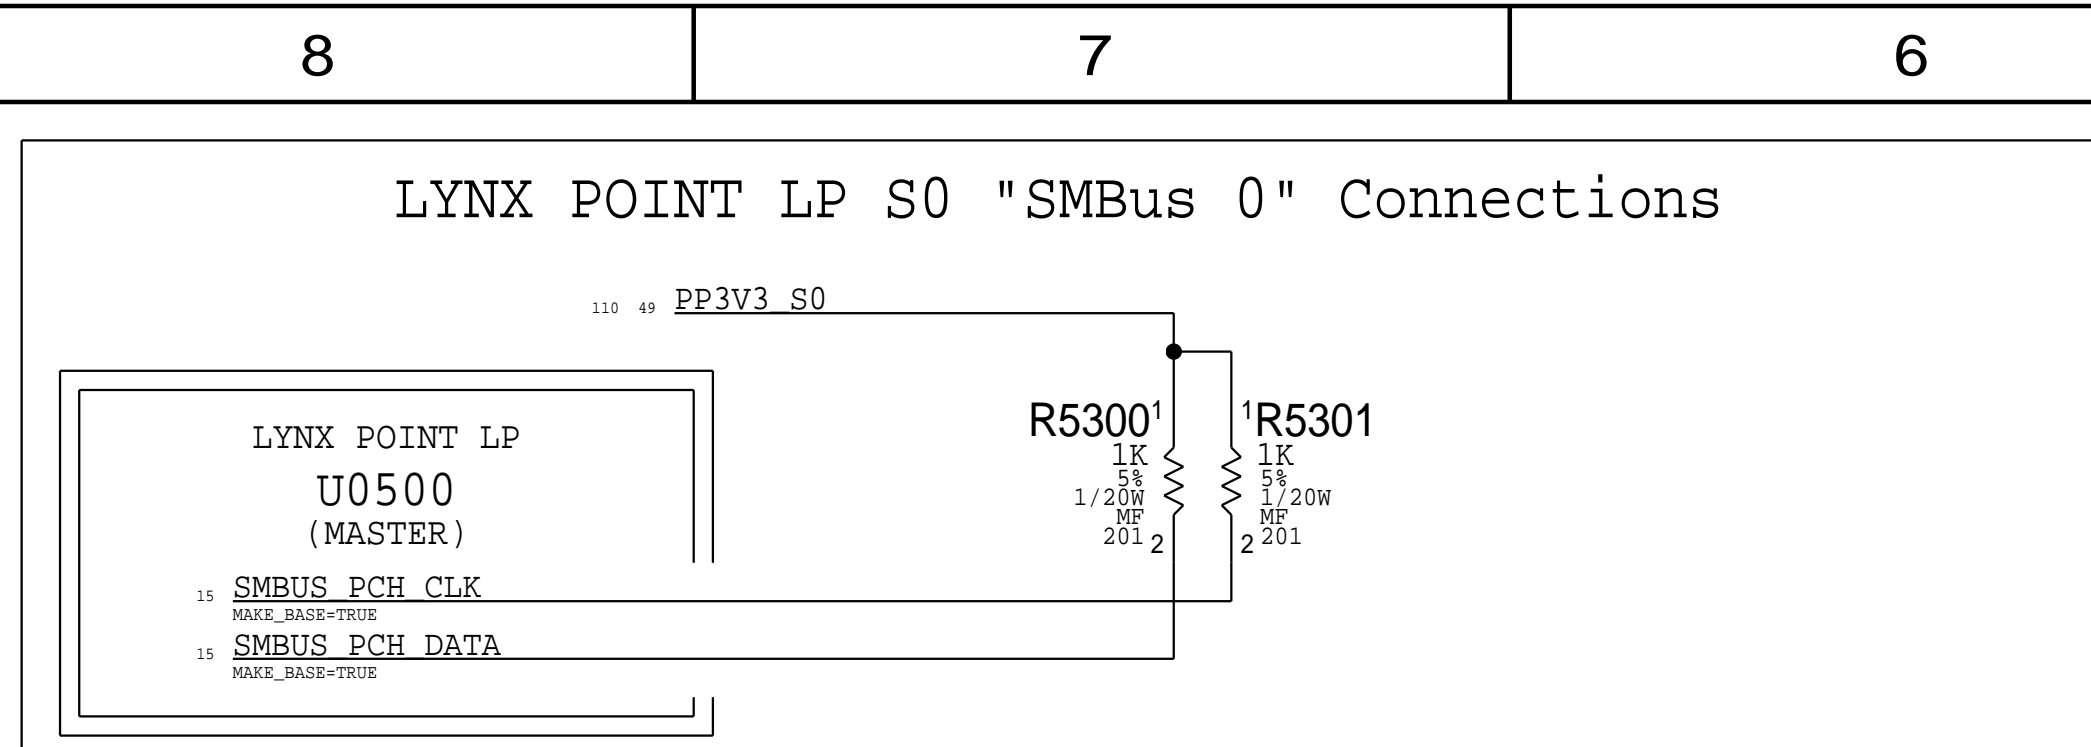 8 7 6
LYNX POINT LP S0 "SMBus 0" Connections
110 49 PP3V3_S0
R5300 1
1K
5%
1/20W
MF
201 2
1 R5301
1K
5%
1/20W
MF
2 201
LYNX POINT LP
U0500
(MASTER)
15 SMBUS_PCH_CLK
MAKE_BASE=TRUE
15 SMBUS_PCH_DATA
MAKE_BASE=TRUE